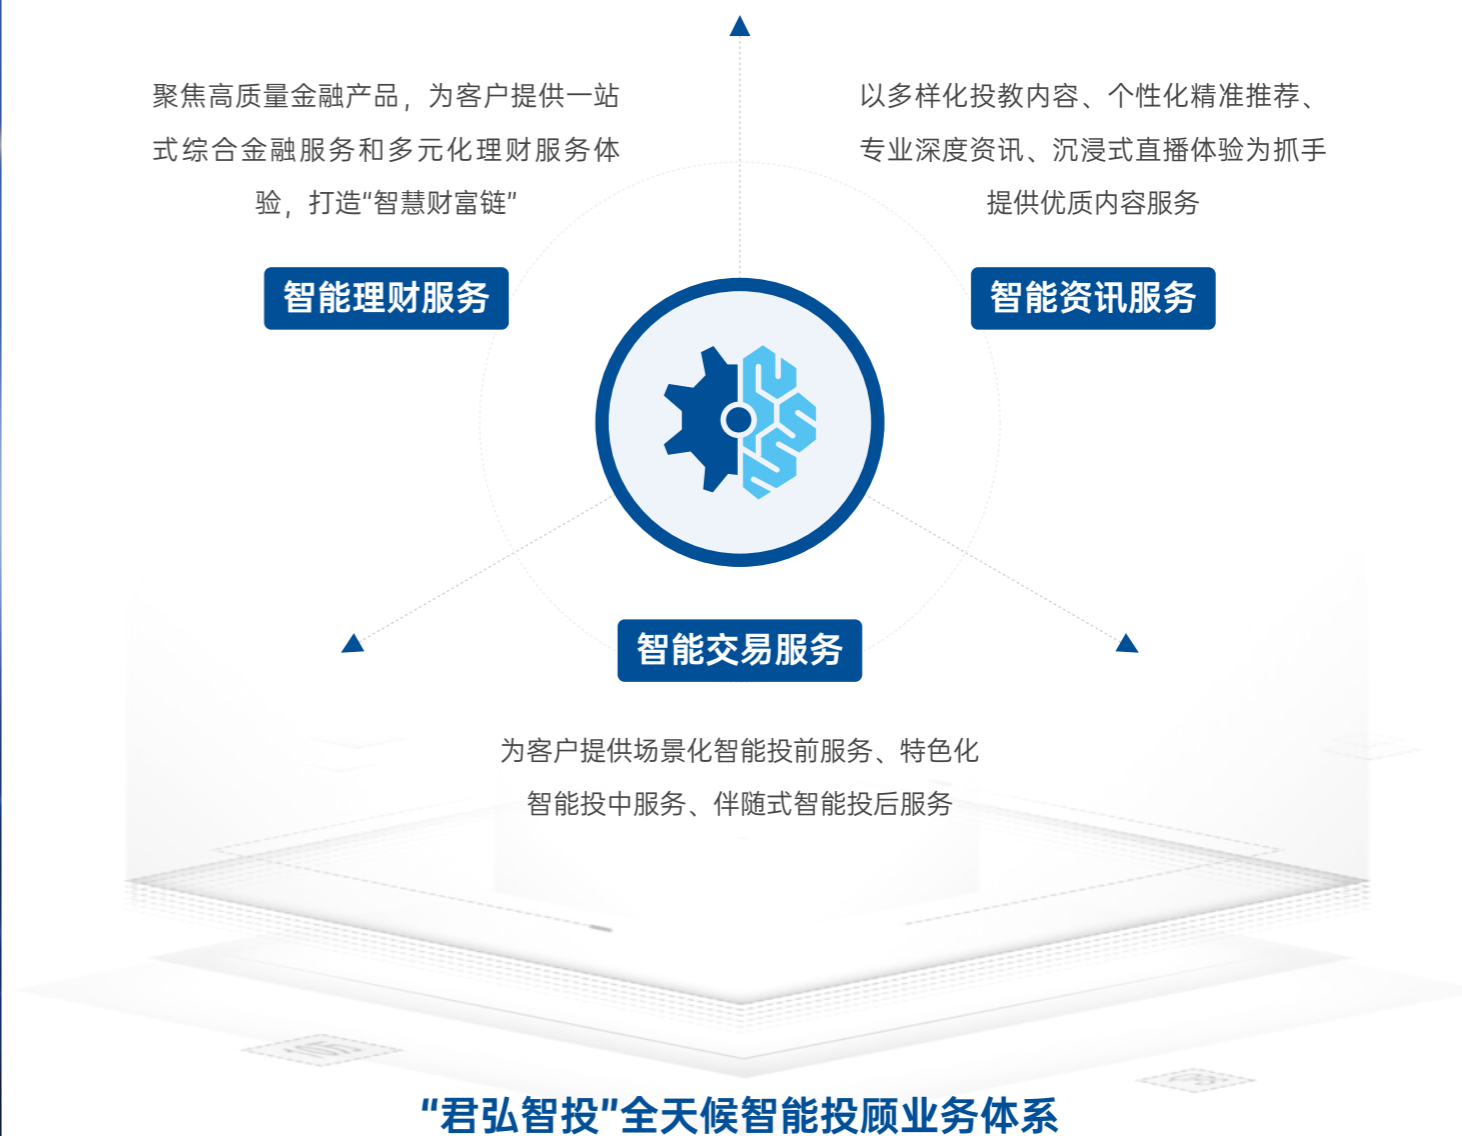 聚焦高质量金融产品，为客户提供一站
式综合金融服务和多元化理财服务体
验，打造“智慧财富链”
智能理财服务
以多样化投教内容、个性化精准推荐、
专业深度资讯、沉浸式直播体验为抓手
提供优质内容服务
智能资讯服务
智能交易服务
为客户提供场景化智能投前服务、特色化
智能投中服务、伴随式智能投后服务
“君弘智投”全天候智能投顾业务体系